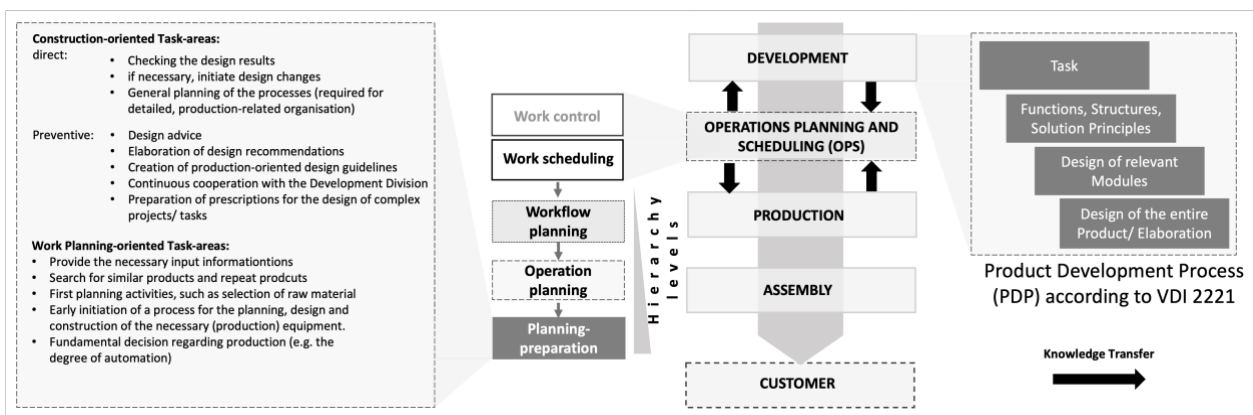 Construction-oriented Task-areas:
direct:
• Checking the design results
• if necessary, initiate design changes
• General planning of the processes (required for
detailed, production-related organisation)
Preventive:
• Design advice
• Elaboration of design recommendations
• Creation of production-oriented design guidelines
• Continuous cooperation with the Development Division
• Preparation of prescriptions for the design of complex
projects/ tasks
Work Planning-oriented Task-areas:
• Provide the necessary input informationtions
• Search for similar products and repeat prodcuts
• First planning activities, such as selection of raw material
• Early initiation of a process for the planning, design and
construction of the necessary (production) equipment.
• Fundamental decision regarding production (e.g. the
degree of automation)
Work control
Work scheduling
Workflow
planning
Operation
planning
Planning-
preparation
Hierarchy
levels
DEVELOPMENT
OPERATIONS PLANNING AND
SCHEDULING (OPS)
PRODUCTION
ASSEMBLY
CUSTOMER
Task
Functions, Structures,
Solution Principles
Design of relevant
Modules
Design of the entire
Product/ Elaboration
Product Development Process
(PDP) according to VDI 2221
Knowledge Transfer